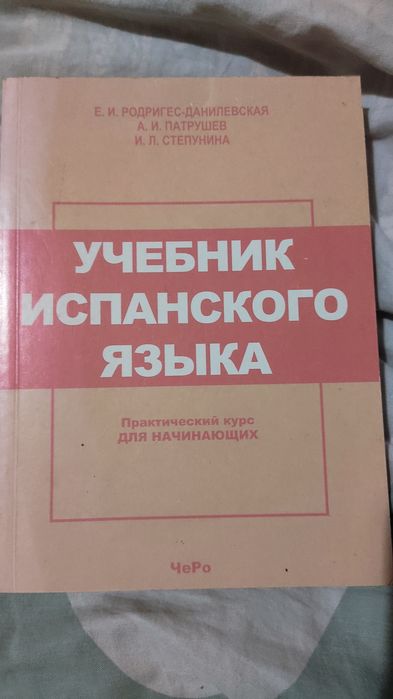 Е. И. РОДРИГЕС-ДАНИЛЕВСКАЯ
А. И. ПАТРУШЕВ
И. Л. СТЕПУНИНА
УЧЕБНИК
ИСПАНСКОГО
ЯЗЫКА
Практический курс
ДЛЯ НАЧИНАЮЩИХ
ЧеРо